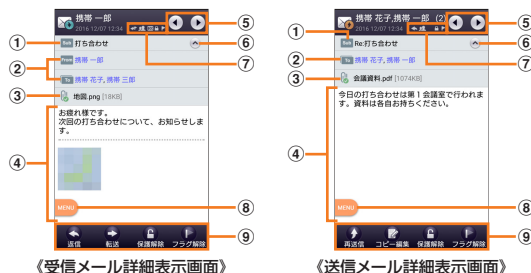 携帯 一郎
2016 12/07 12:34
① Sub 打ち合わせ
② From 携帯 一郎
To 携帯 花子, 携帯 三郎
③ 地図.png [18KB]
④ お疲れ様です。
次回の打ち合わせについて、お知らせします。
MENU
返信 転送 保護解除 フラグ解除
⑤
⑥
⑦
⑧
⑨
《受信メール詳細表示画面》
携帯 花子,携帯 一郎 (2)
2016 12/07 12:34
① Sub Re:打ち合わせ
② To 携帯 一郎
③ 会議資料.pdf [1074KB]
④ 今日の打ち合わせは第1会議室で行われます。資料は各自お持ちください。
MENU
再送信 コピー編集 保護解除 フラグ解除
⑤
⑥
⑦
⑧
⑨
《送信メール詳細表示画面》